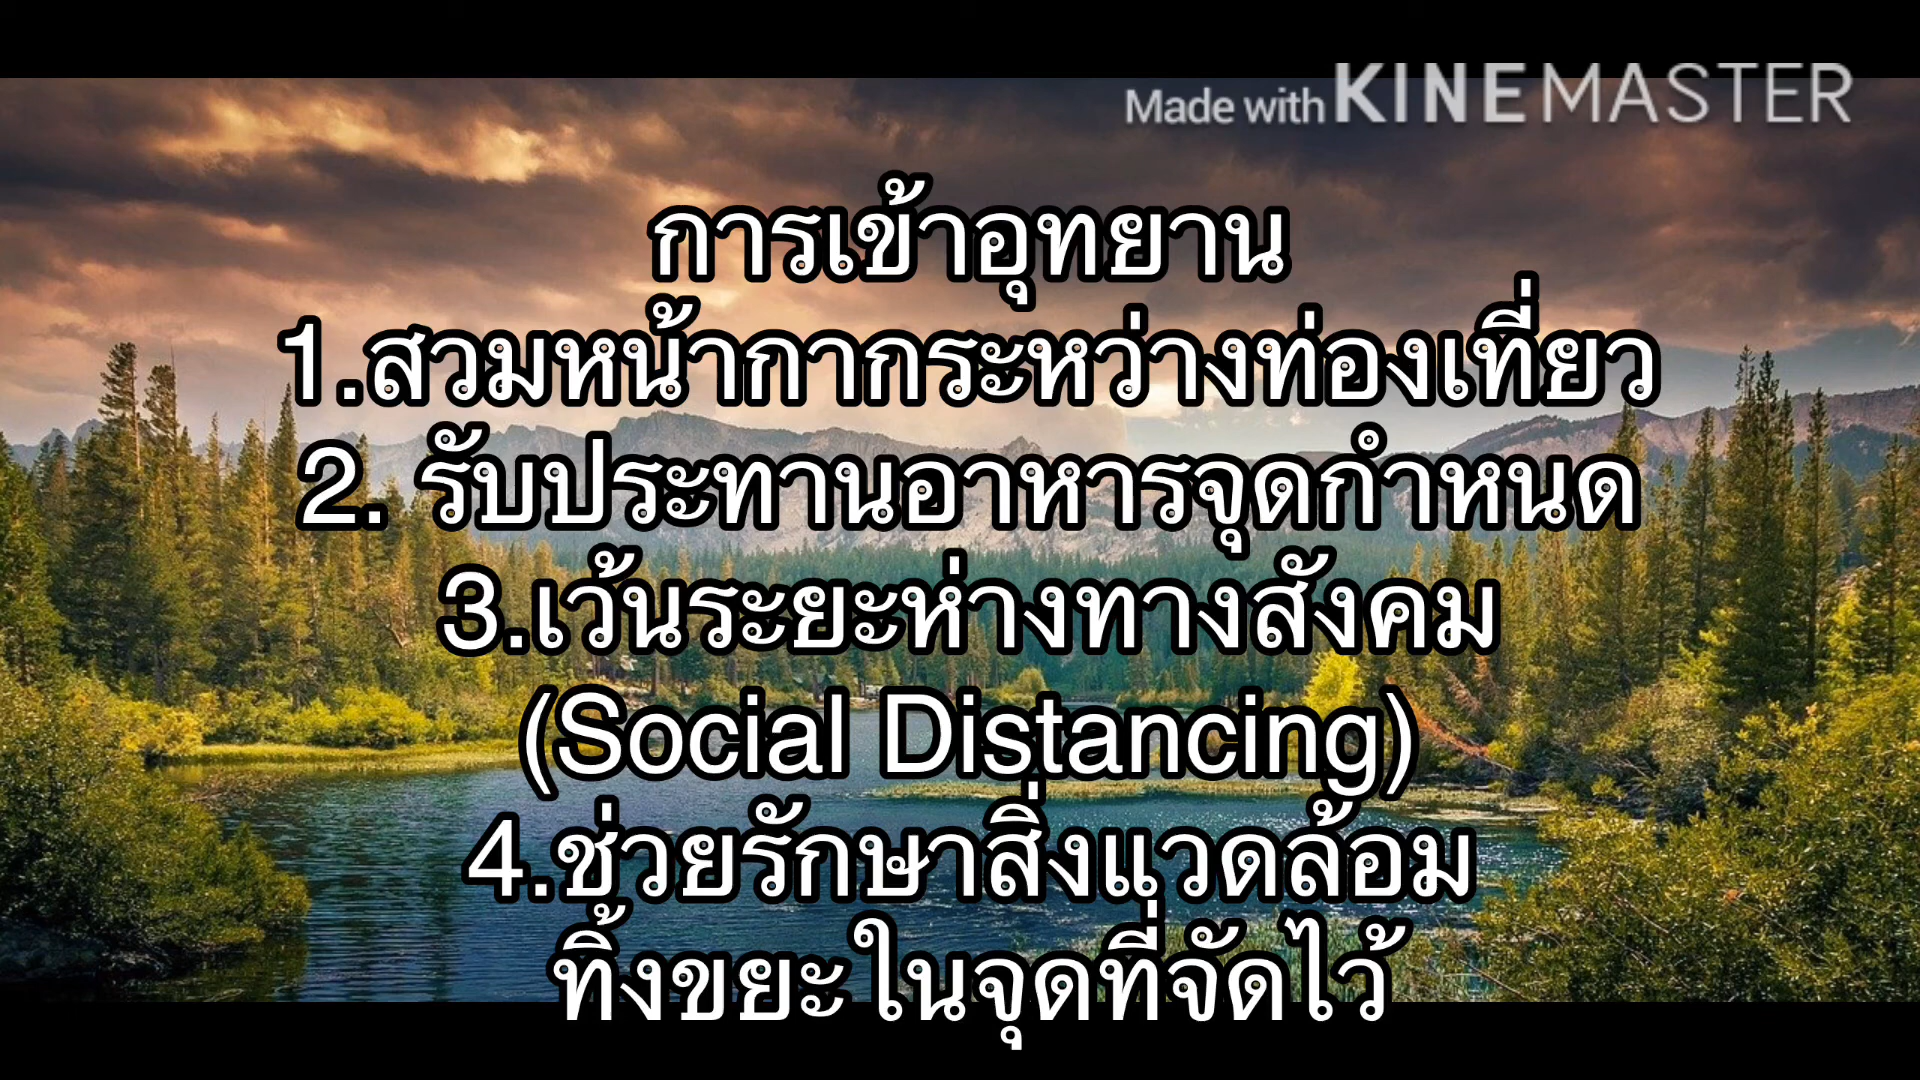 Made with KINEMASTER
การเข้าอุทยาน
1.สวมหน้ากากระหว่างท่องเที่ยว
2. รับประทานอาหารจุดกำหนด
3.เว้นระยะห่างทางสังคม
(Social Distancing)
4.ช่วยรักษาสิ่งแวดล้อม
ทิ้งขยะในจุดที่จัดไว้